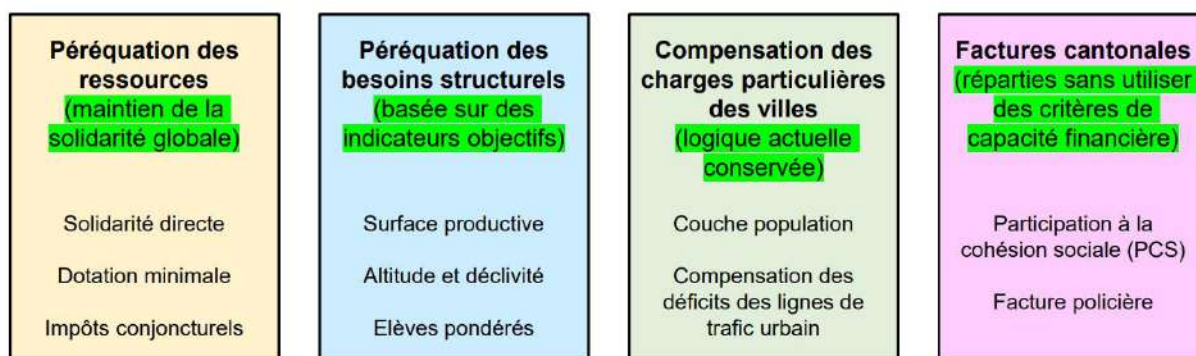 Péréquation des
ressources
(maintien de la
solidarité globale)
Solidarité directe
Dotation minimale
Impôts conjoncturels
Péréquation des
besoins structurels
(basée sur des
indicateurs objectifs)
Surface productive
Altitude et déclivité
Elèves pondérés
Compensation des
charges particulières
des villes
(logique actuelle
conservée)
Couche population
Compensation des
déficits des lignes de
trafic urbain
Factures cantonales
(réparties sans utiliser
des critères de
capacité financière)
Participation à la
cohésion sociale (PCS)
Facture policière